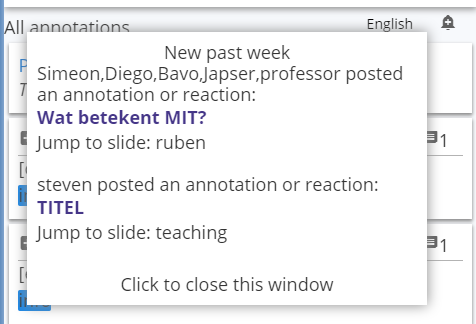 All annotations
English
New past week
Simeon,Diego,Bavo,Japser,professor posted
an annotation or reaction:
Wat betekent MIT?
Jump to slide: ruben
1
steven posted an annotation or reaction:
TITEL
Jump to slide: teaching
1
Click to close this window